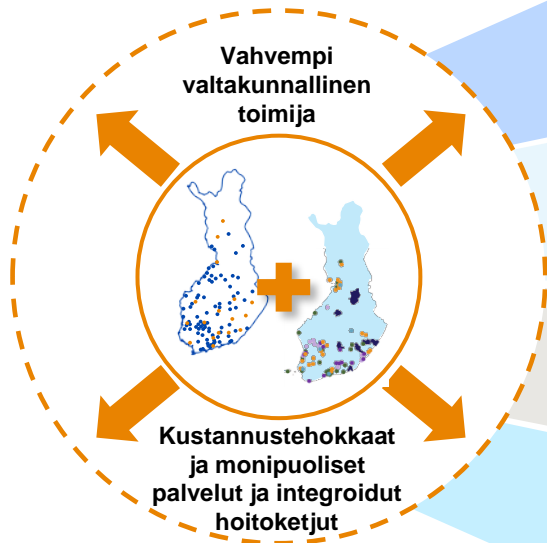 Vahvempi
valtakunnallinen
toimija
Kustannustehokkaat
ja monipuoliset
palvelut ja integroidut
hoitoketjut